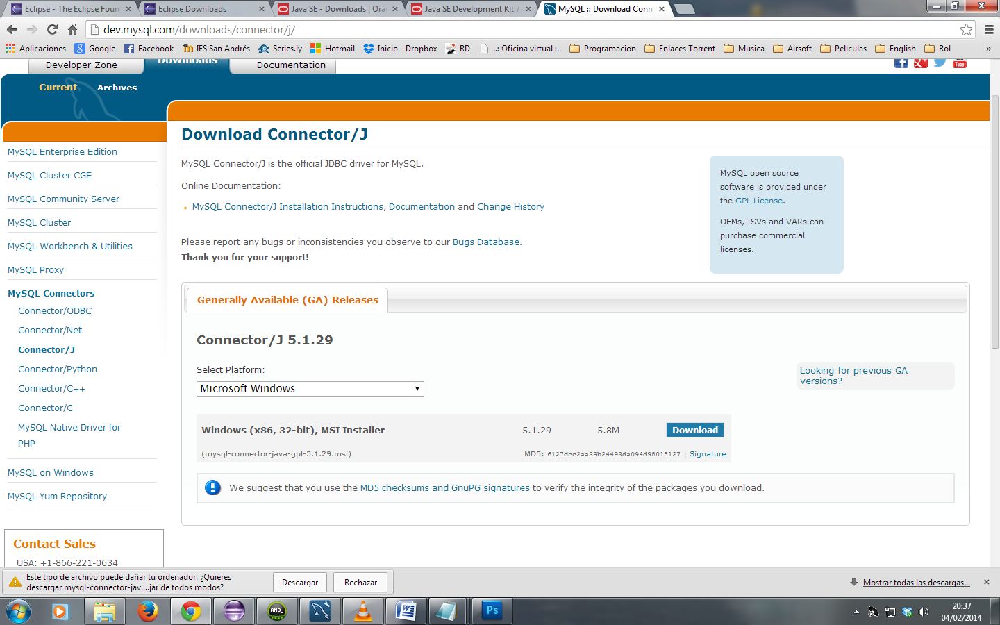 Eclipse - The Eclipse Foun
Eclipse Downloads
Java SE - Downloads | Ora
Java SE Development Kit 7
MySQL :: Download Conn
dev.mysql.com/downloads/connector/j/
Aplicaciones
Google
Facebook
IES San Andrés
Series.ly
Hotmail
Inicio - Dropbox
RD
..: Oficina virtual :..
Programacion
Enlaces Torrent
Musica
Airsoft
Peliculas
English
Rol
»
Developer Zone
Downloads
Documentation
Current
Archives
MySQL Enterprise Edition
MySQL Cluster CGE
MySQL Community Server
MySQL Cluster
MySQL Workbench & Utilities
MySQL Proxy
MySQL Connectors
Connector/ODBC
Connector/Net
Connector/J
Connector/Python
Connector/C++
Connector/C
MySQL Native Driver for
PHP
MySQL on Windows
MySQL Yum Repository
Contact Sales
USA: +1-866-221-0634
Download Connector/J
MySQL Connector/J is the official JDBC driver for MySQL.
Online Documentation:
MySQL Connector/J Installation Instructions, Documentation and Change History
Please report any bugs or inconsistencies you observe to our Bugs Database.
Thank you for your support!
MySQL open source
software is provided under
the GPL License.
OEMs, ISVs and VARs can
purchase commercial
licenses.
Generally Available (GA) Releases
Connector/J 5.1.29
Select Platform:
Microsoft Windows
Looking for previous GA
versions?
Windows (x86, 32-bit), MSI Installer 5.1.29 5.8M Download
(mysql-connector-java-gpl-5.1.29.msi) MD5: 6127dcc2aa39b24493da094d98018127 | Signature
We suggest that you use the MD5 checksums and GnuPG signatures to verify the integrity of the packages you download.
Este tipo de archivo puede dañar tu ordenador. ¿Quieres
descargar mysql-connector-jav....jar de todos modos?
Descargar
Rechazar
Mostrar todas las descargas...
AND_
Ps
20:37
04/02/2014